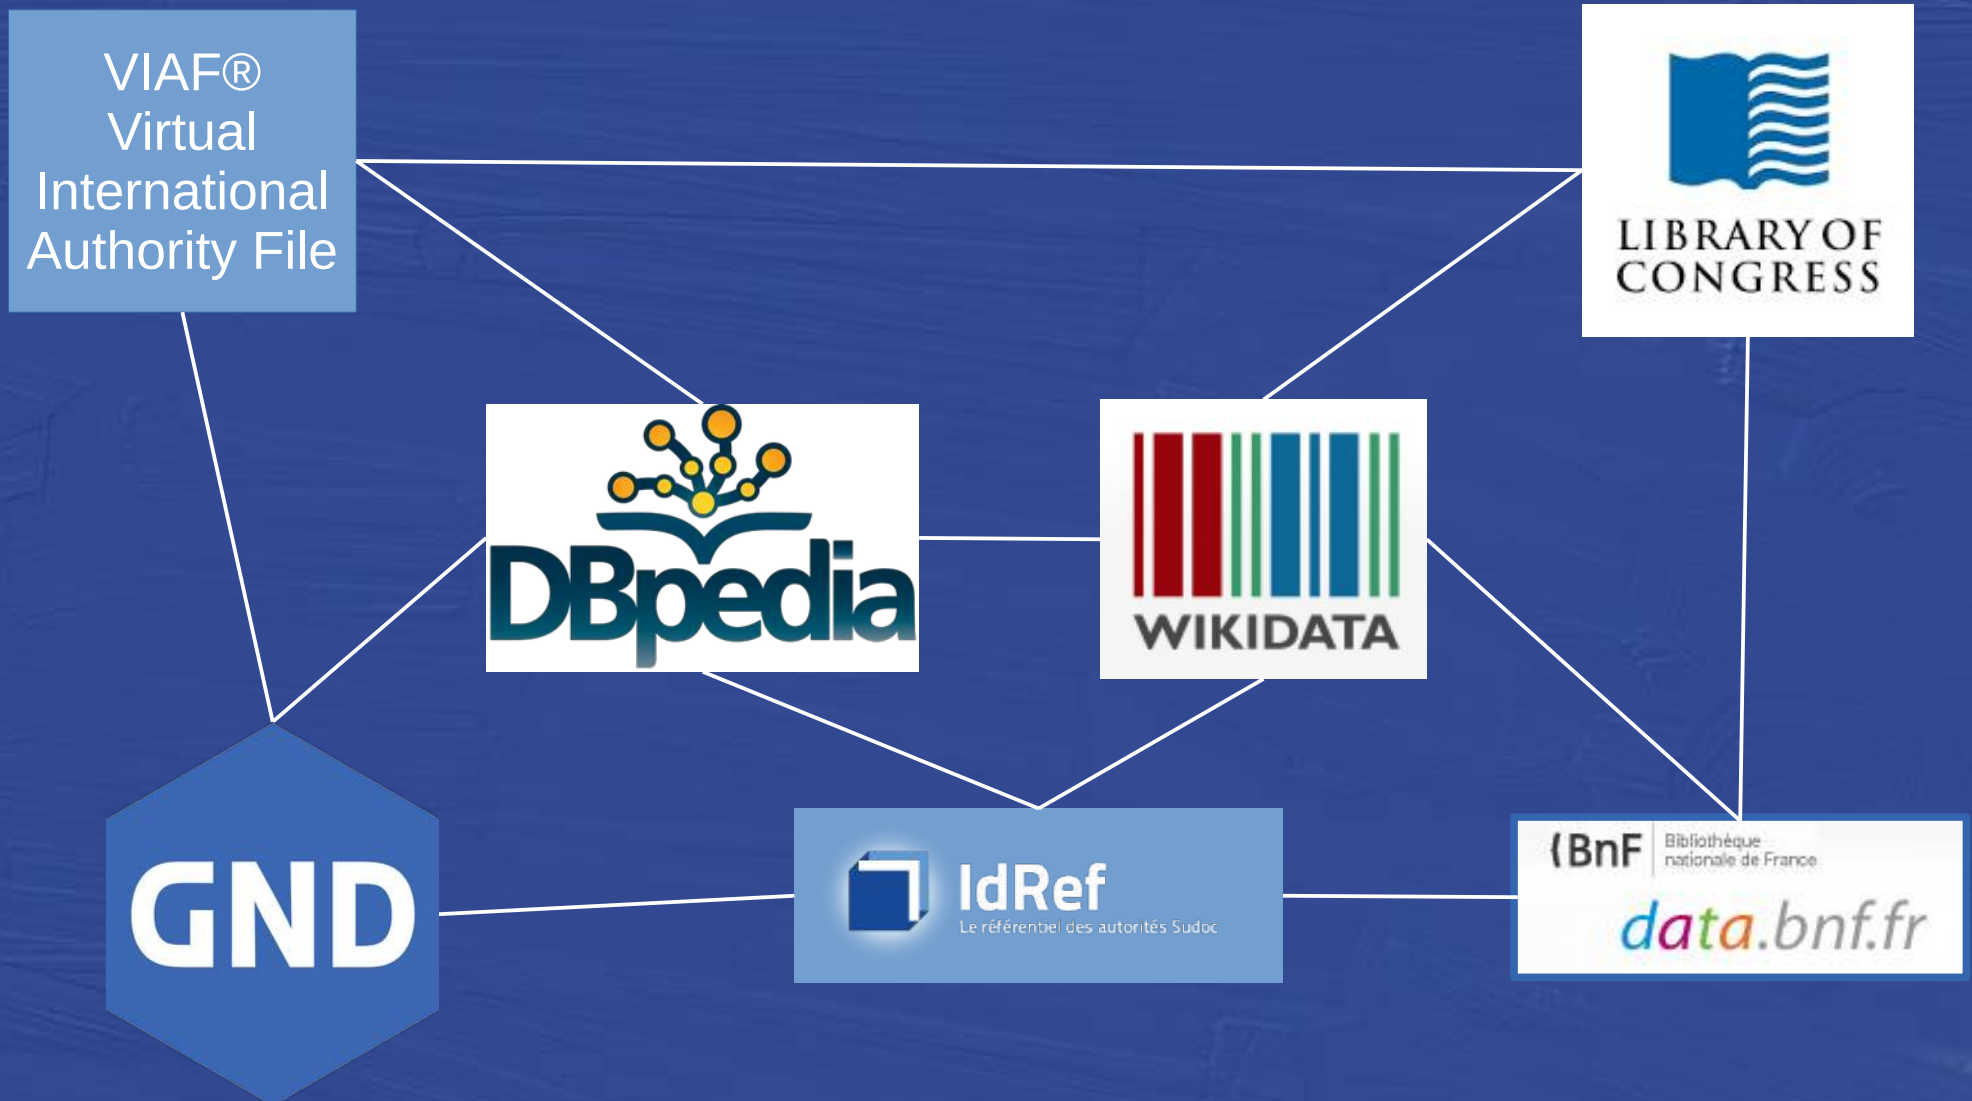 VIAF®
Virtual
International
Authority File
LIBRARY OF
CONGRESS
DBpedia
WIKIDATA
GND
IdRef
Le référentiel des autorités Sudoc
(BnF
Bibliothèque
nationale de France
data.bnf.fr